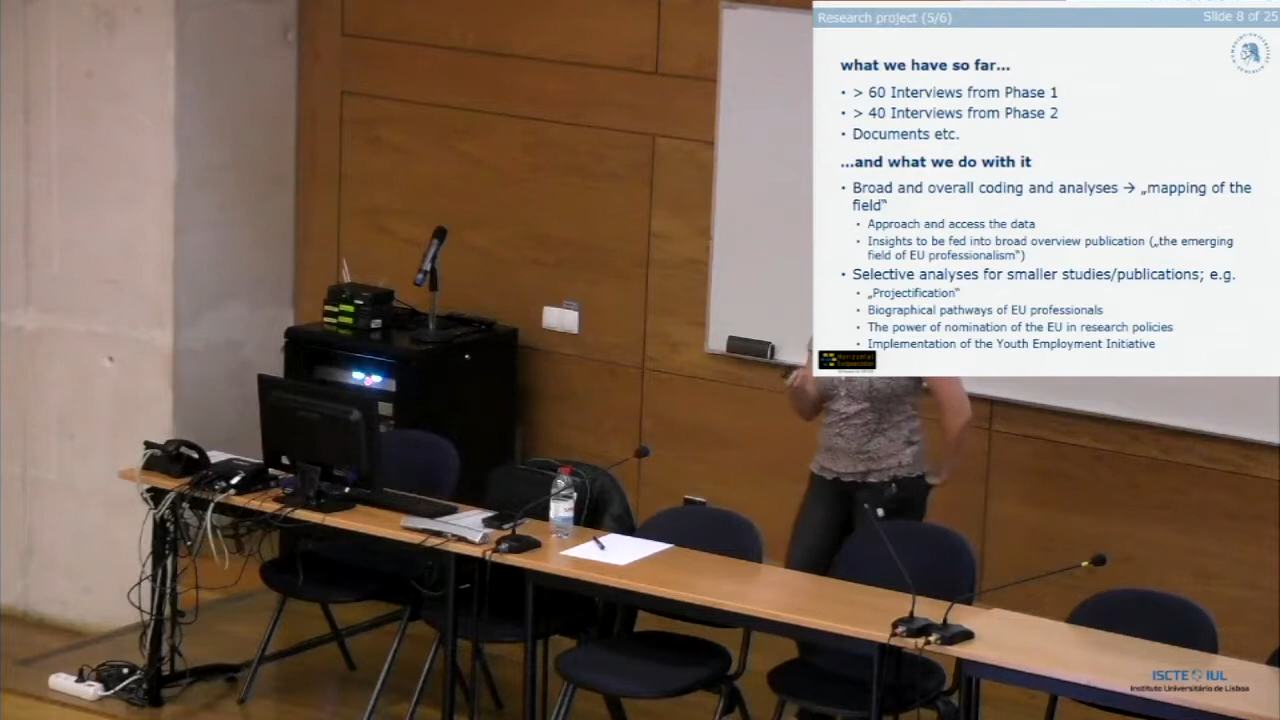 Research project (5/6)
Slide 8 of 25
what we have so far...
• > 60 Interviews from Phase 1
• > 40 Interviews from Phase 2
• Documents etc.
...and what we do with it
• Broad and overall coding and analyses → „mapping of the
field“
• Approach and access the data
• Insights to be fed into broad overview publication („the emerging
field of EU professionalism“)
• Selective analyses for smaller studies/publications; e.g.
• „Projectification“
• Biographical pathways of EU professionals
• The power of nomination of the EU in research policies
• Implementation of the Youth Employment Initiative
ISCTE IUL
Instituto Universitário de Lisboa